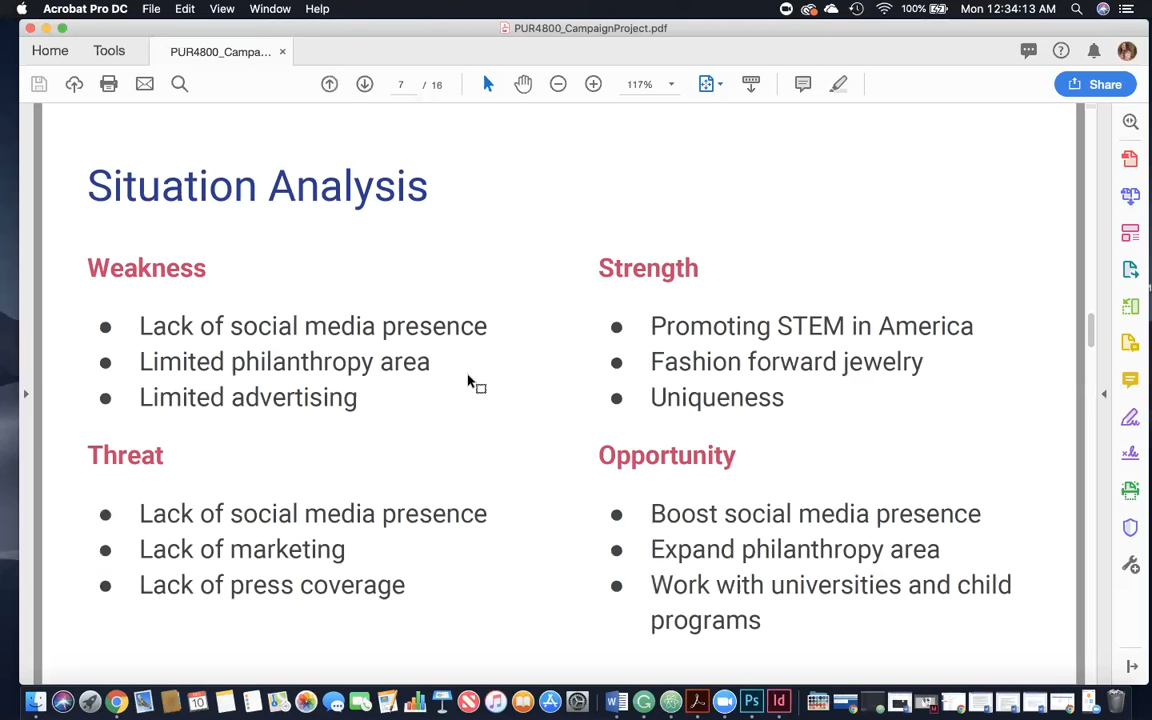 Acrobat Pro DC File Edit View Window Help 100% Mon 12:34:13 AM
PUR4800_CampaignProject.pdf
Home Tools PUR4800_Campa... ×
7 / 16 117% Share
Situation Analysis
Weakness
● Lack of social media presence
● Limited philanthropy area
● Limited advertising
Strength
● Promoting STEM in America
● Fashion forward jewelry
● Uniqueness
Threat
● Lack of social media presence
● Lack of marketing
● Lack of press coverage
Opportunity
● Boost social media presence
● Expand philanthropy area
● Work with universities and child
programs
10